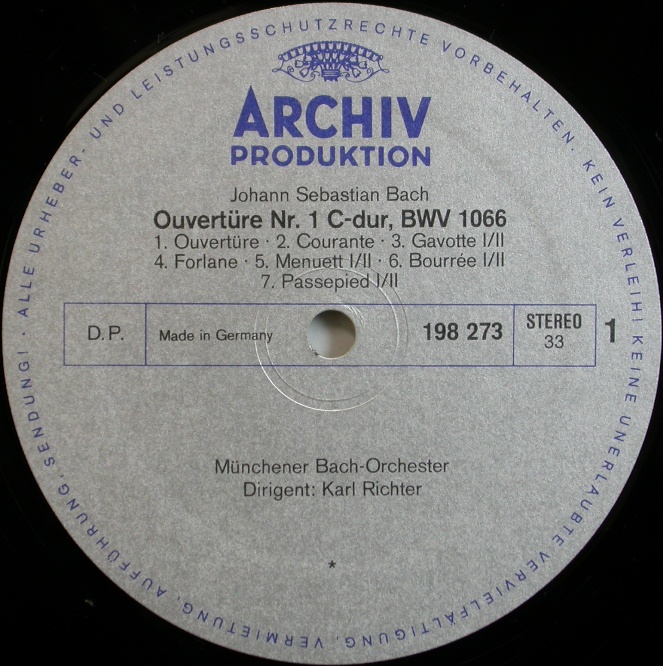 ALLE URHEBER- UND LEISTUNGSSCHUTZRECHTE VORBEHALTEN. KEIN VERLEIH! KEINE UNERLAUBTE VERVIELFÄLTIGUNG, VERMIETUNG, AUFFÜHRUNG, SENDUNG! ·
ARCHIV
PRODUKTION
Johann Sebastian Bach
Ouvertüre Nr. 1 C-dur, BWV 1066
1. Ouvertüre · 2. Courante · 3. Gavotte I/II
4. Forlane · 5. Menuett I/II · 6. Bourrée I/II
7. Passepied I/II
D. P.
Made in Germany
198 273
STEREO
33
1
Münchener Bach-Orchester
Dirigent: Karl Richter
*